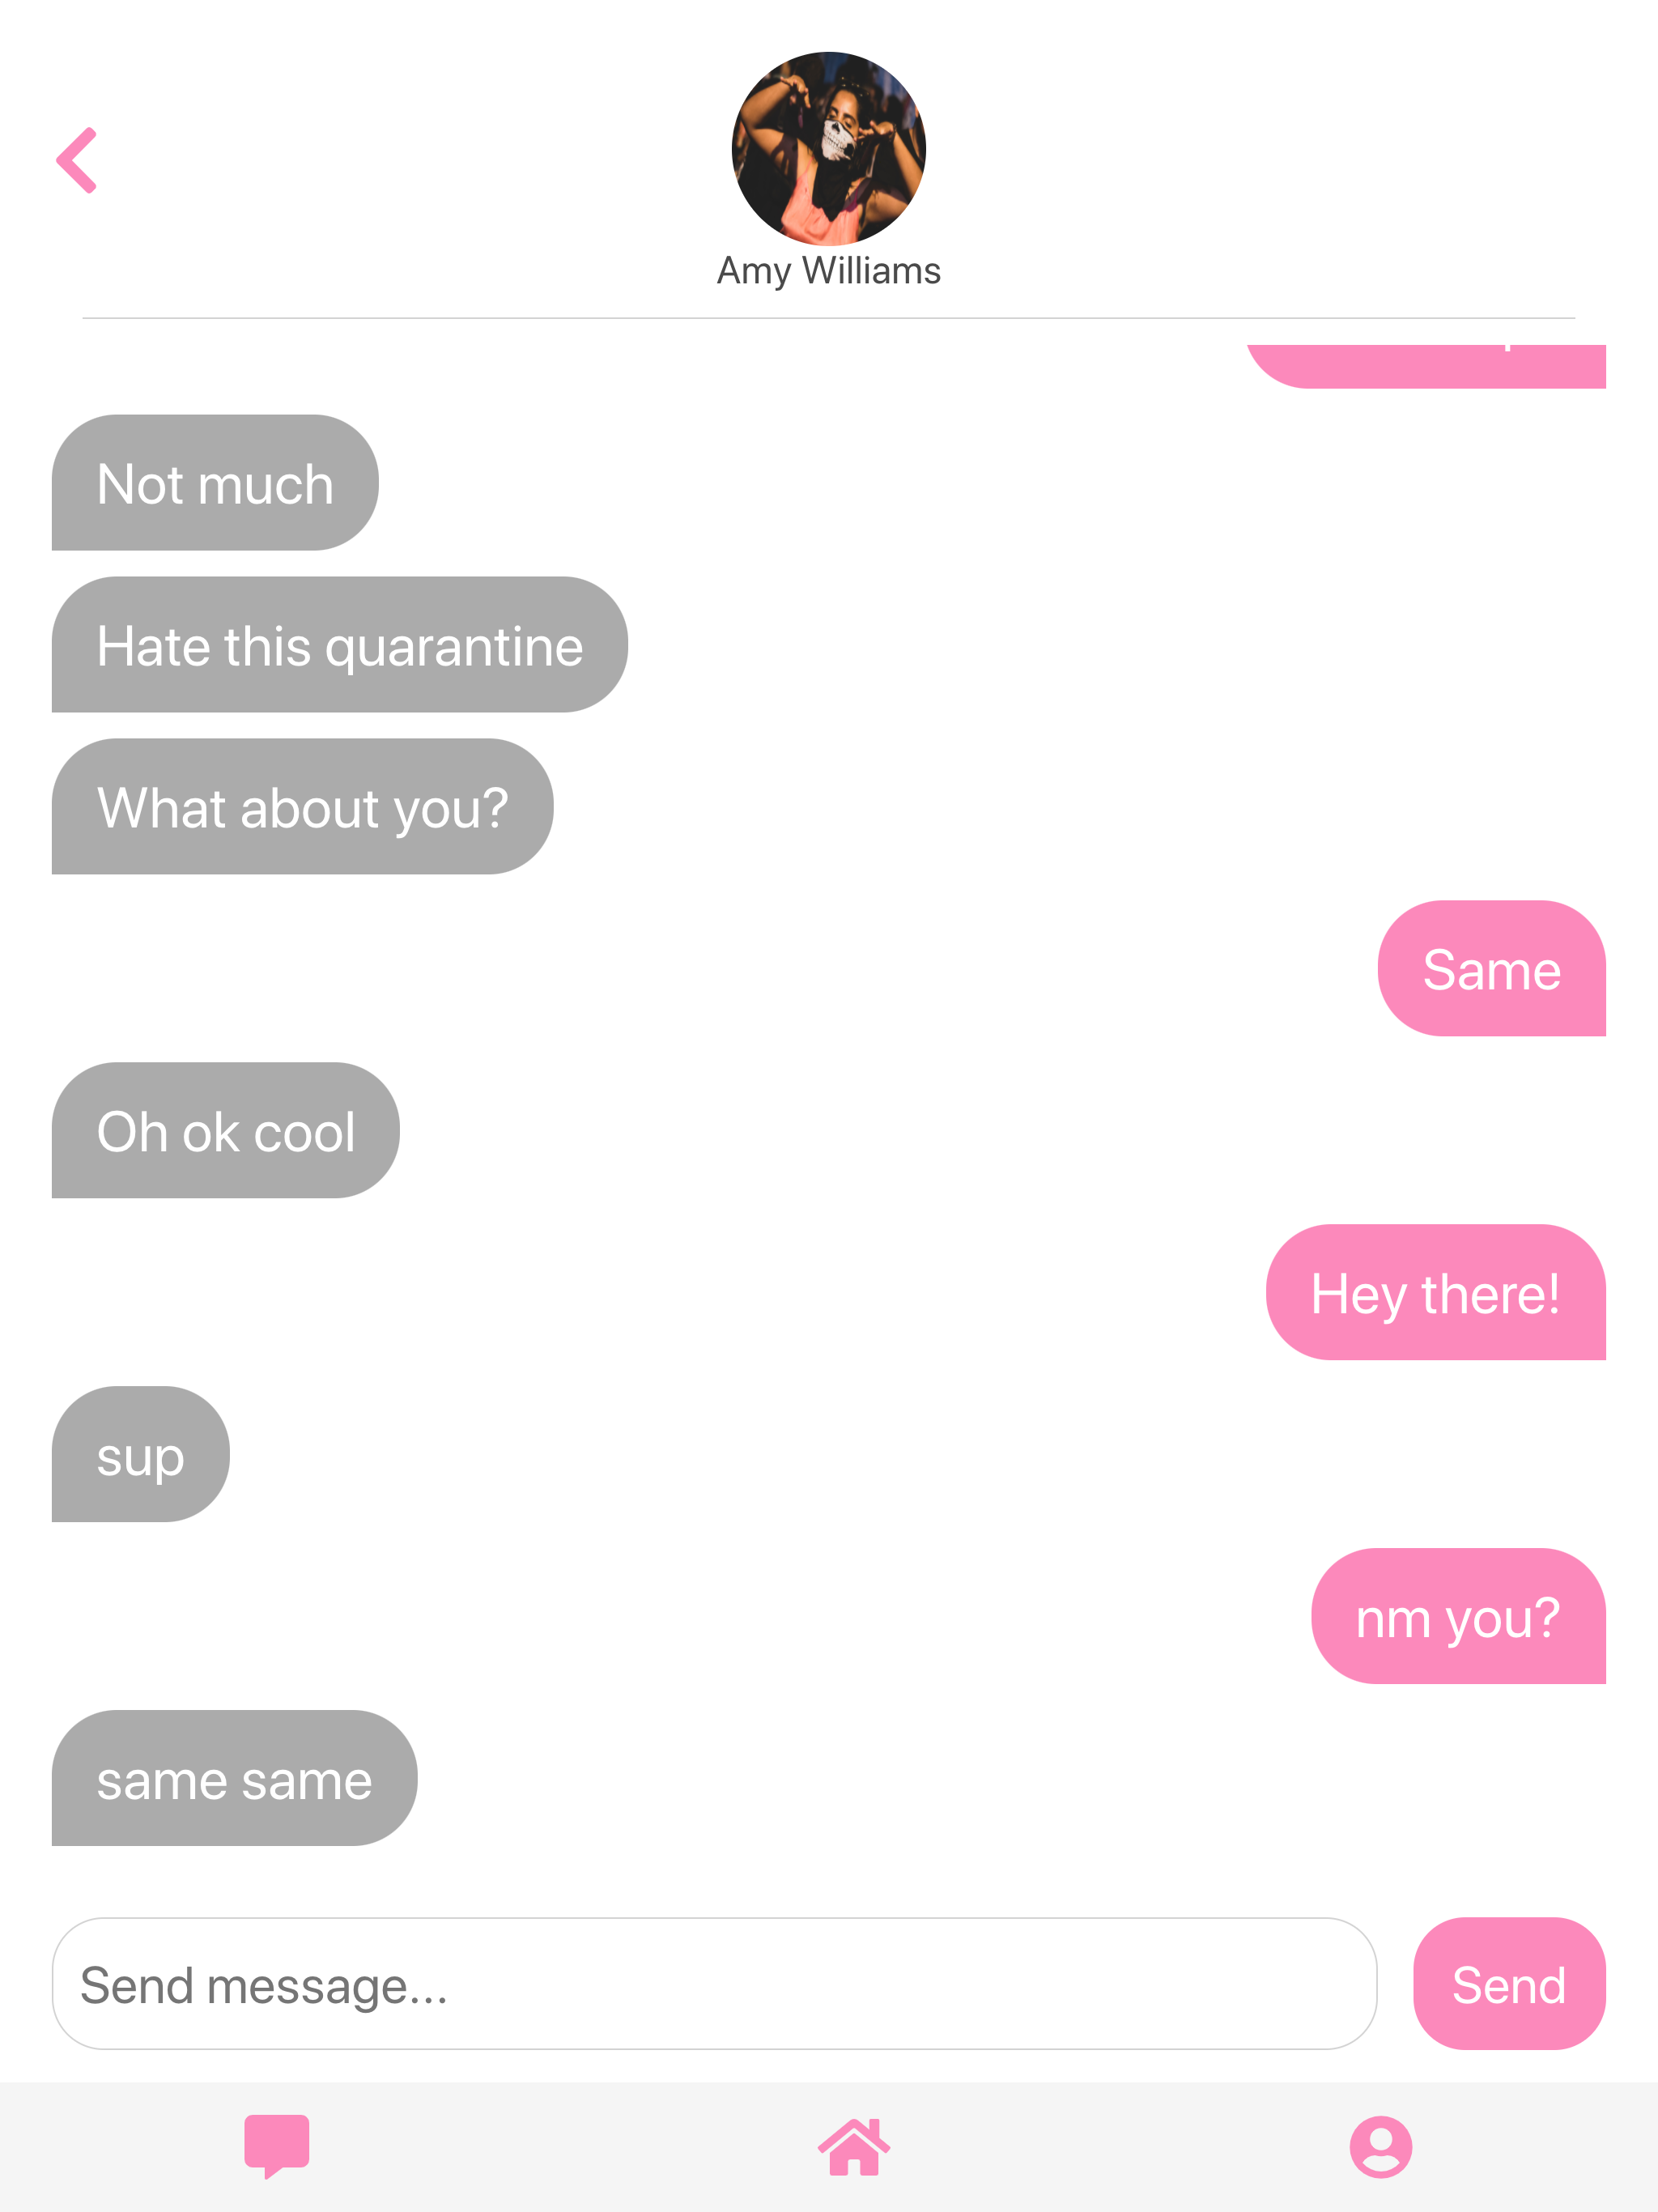 Amy Williams
Not much
Hate this quarantine
What about you?
Same
Oh ok cool
Hey there!
sup
nm you?
same same
Send message...
Send